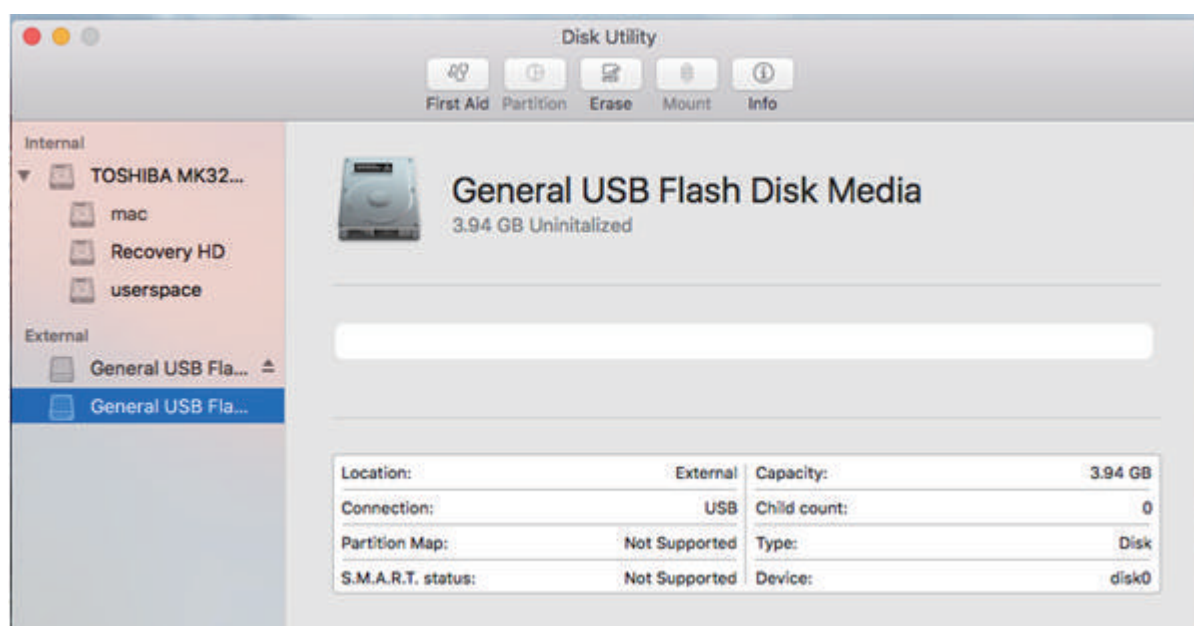 Disk Utility
First Aid Partition Erase Mount Info
Internal
TOSHIBA MK32...
mac
Recovery HD
userspace
External
General USB Fla...
General USB Fla...
General USB Flash Disk Media
3.94 GB Uninitalized
Location: External Capacity: 3.94 GB
Connection: USB Child count: 0
Partition Map: Not Supported Type: Disk
S.M.A.R.T. status: Not Supported Device: disk0